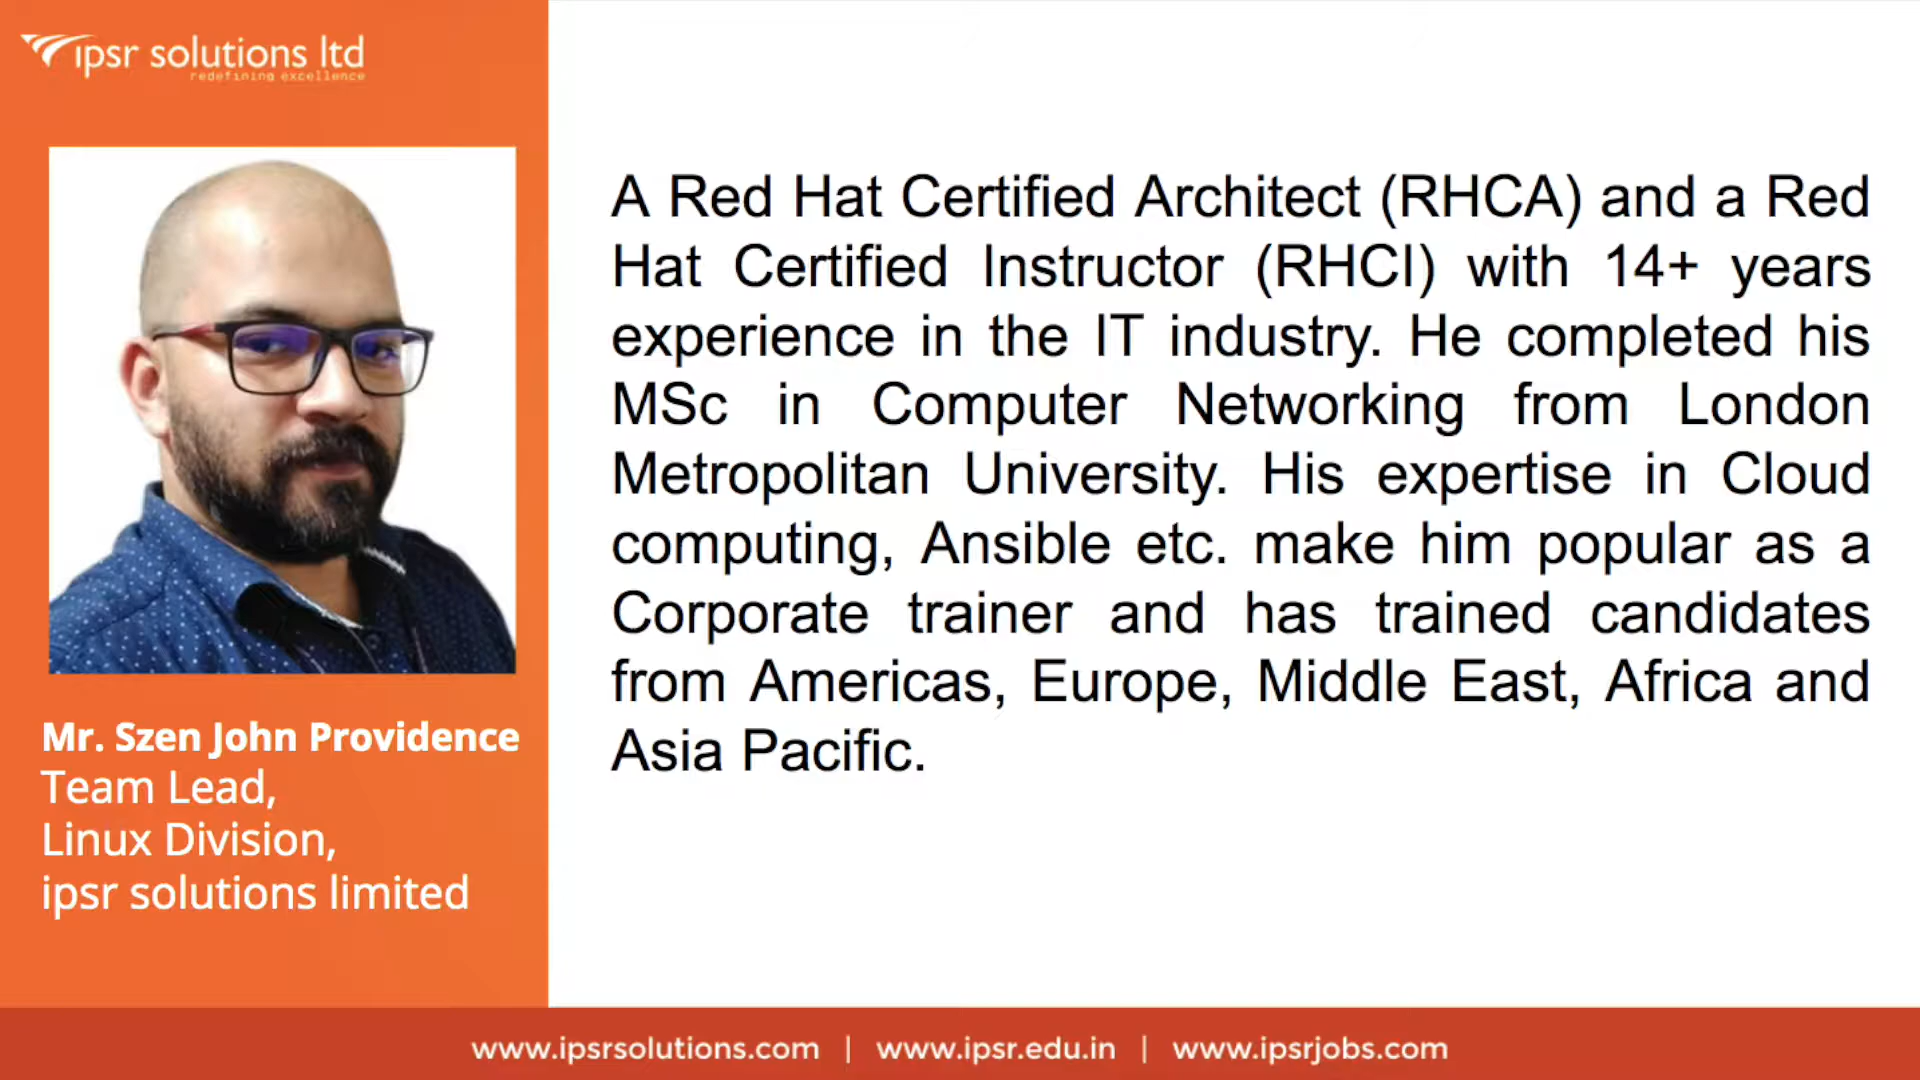 ipsr solutions ltd
redefining excellence
Mr. Szen John Providence
Team Lead,
Linux Division,
ipsr solutions limited
A Red Hat Certified Architect (RHCA) and a Red
Hat Certified Instructor (RHCI) with 14+ years
experience in the IT industry. He completed his
MSc in Computer Networking from London
Metropolitan University. His expertise in Cloud
computing, Ansible etc. make him popular as a
Corporate trainer and has trained candidates
from Americas, Europe, Middle East, Africa and
Asia Pacific.
www.ipsrsolutions.com | www.ipsr.edu.in | www.ipsrjobs.com